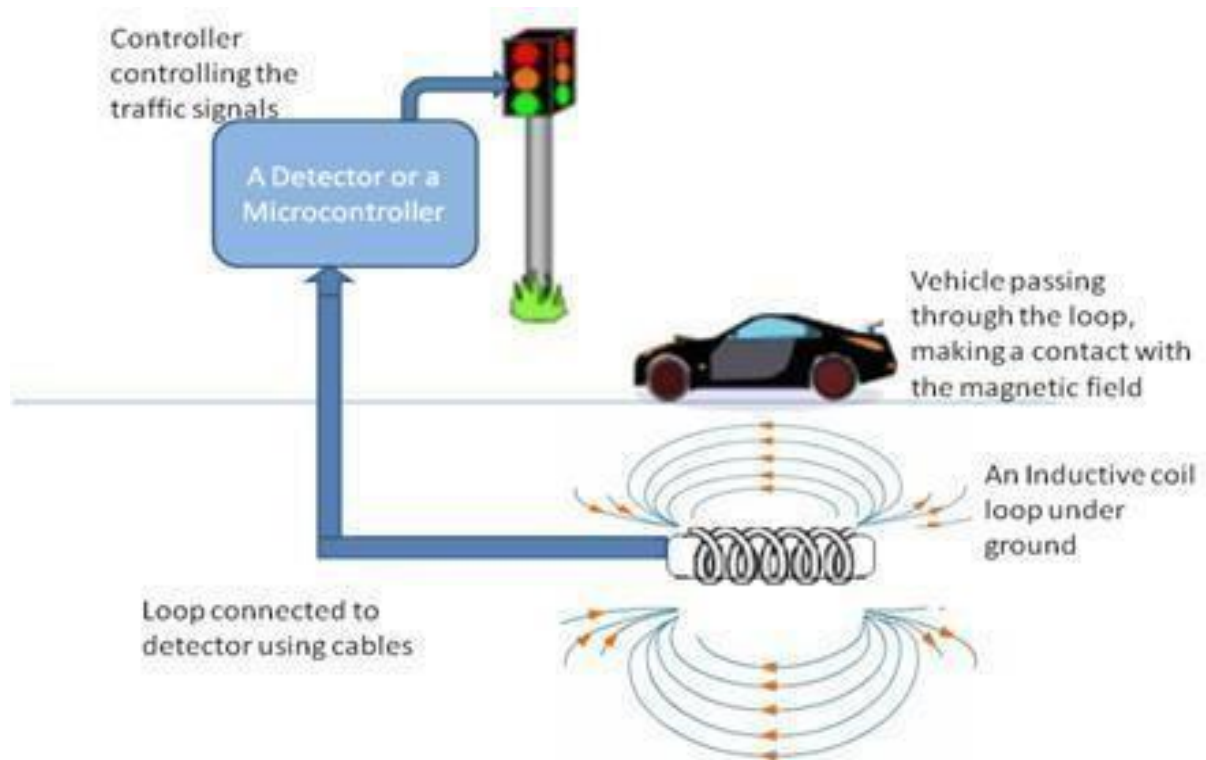 Controller
controlling the
traffic signals
A Detector or a
Microcontroller
Vehicle passing
through the loop,
making a contact with
the magnetic field
An Inductive coil
loop under
ground
Loop connected to
detector using cables